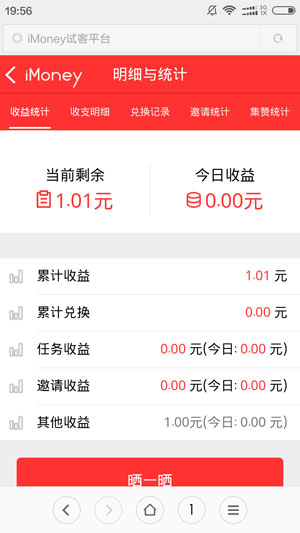 19:56
3G
1X
iMoney试客平台
iMoney 明细与统计
收益统计 收支明细 兑换记录 邀请统计 集赞统计
当前剩余 今日收益
1.01元 0.00元
累计收益 1.01 元
累计兑换 0.00 元
任务收益 0.00 元(今日: 0.00 元)
邀请收益 0.00 元(今日: 0.00 元)
其他收益 1.00元(今日: 0.00 元)
晒一晒
1